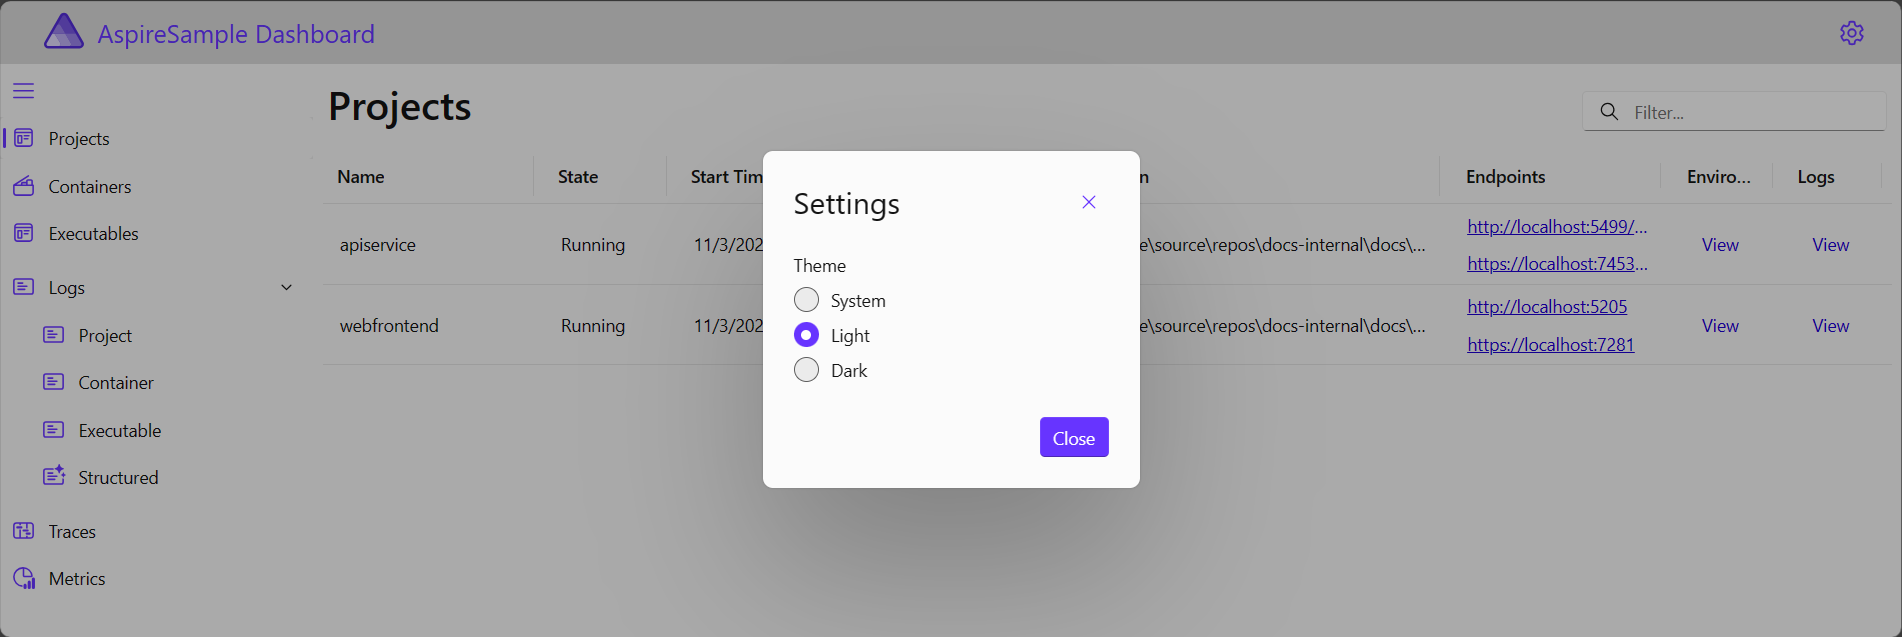 AspireSample Dashboard
Projects
Containers
Executables
Logs
Project
Container
Executable
Structured
Traces
Metrics
Projects
Filter...
Name State Start Tim n Endpoints Enviro... Logs
apiservice Running 11/3/202 e\source\repos\docs-internal\docs\... http://localhost:5499/... View View
https://localhost:7453...
webfrontend Running 11/3/202 e\source\repos\docs-internal\docs\... http://localhost:5205 View View
https://localhost:7281
Settings
Theme
System
Light
Dark
Close